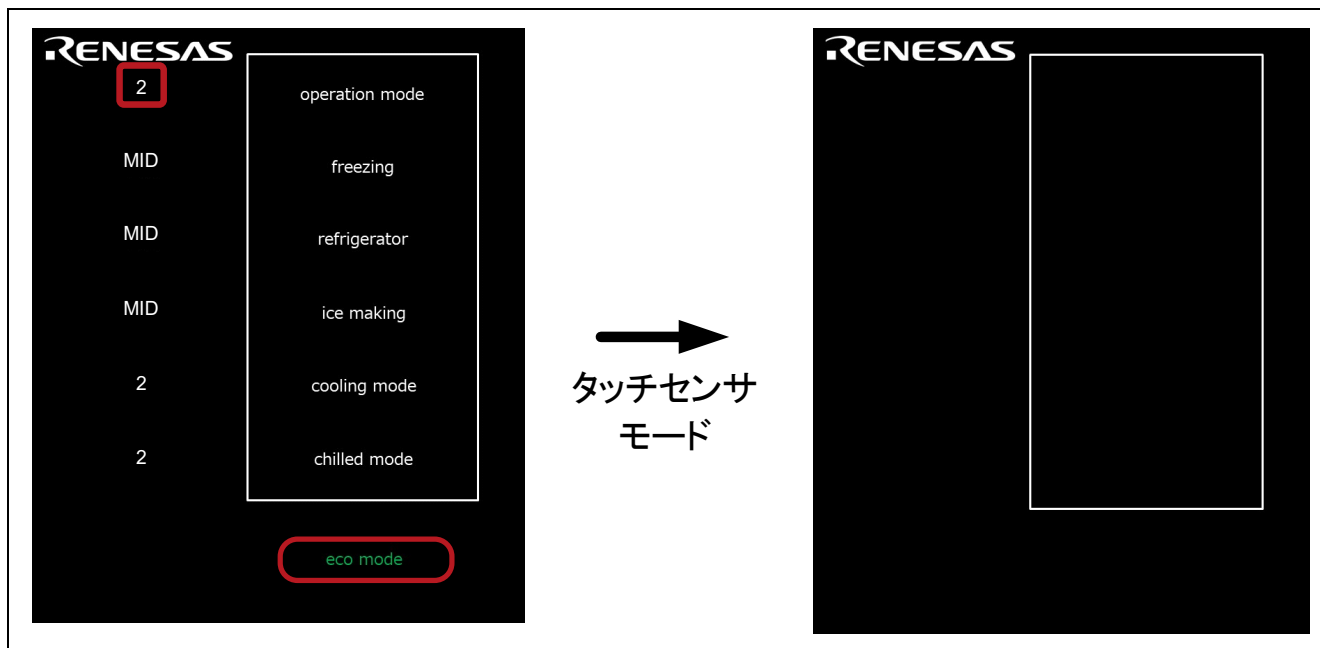 RENESAS
2 operation mode
MID freezing
MID refrigerator
MID ice making
2 cooling mode
2 chilled mode
eco mode
タッチセンサ
モード
RENESAS